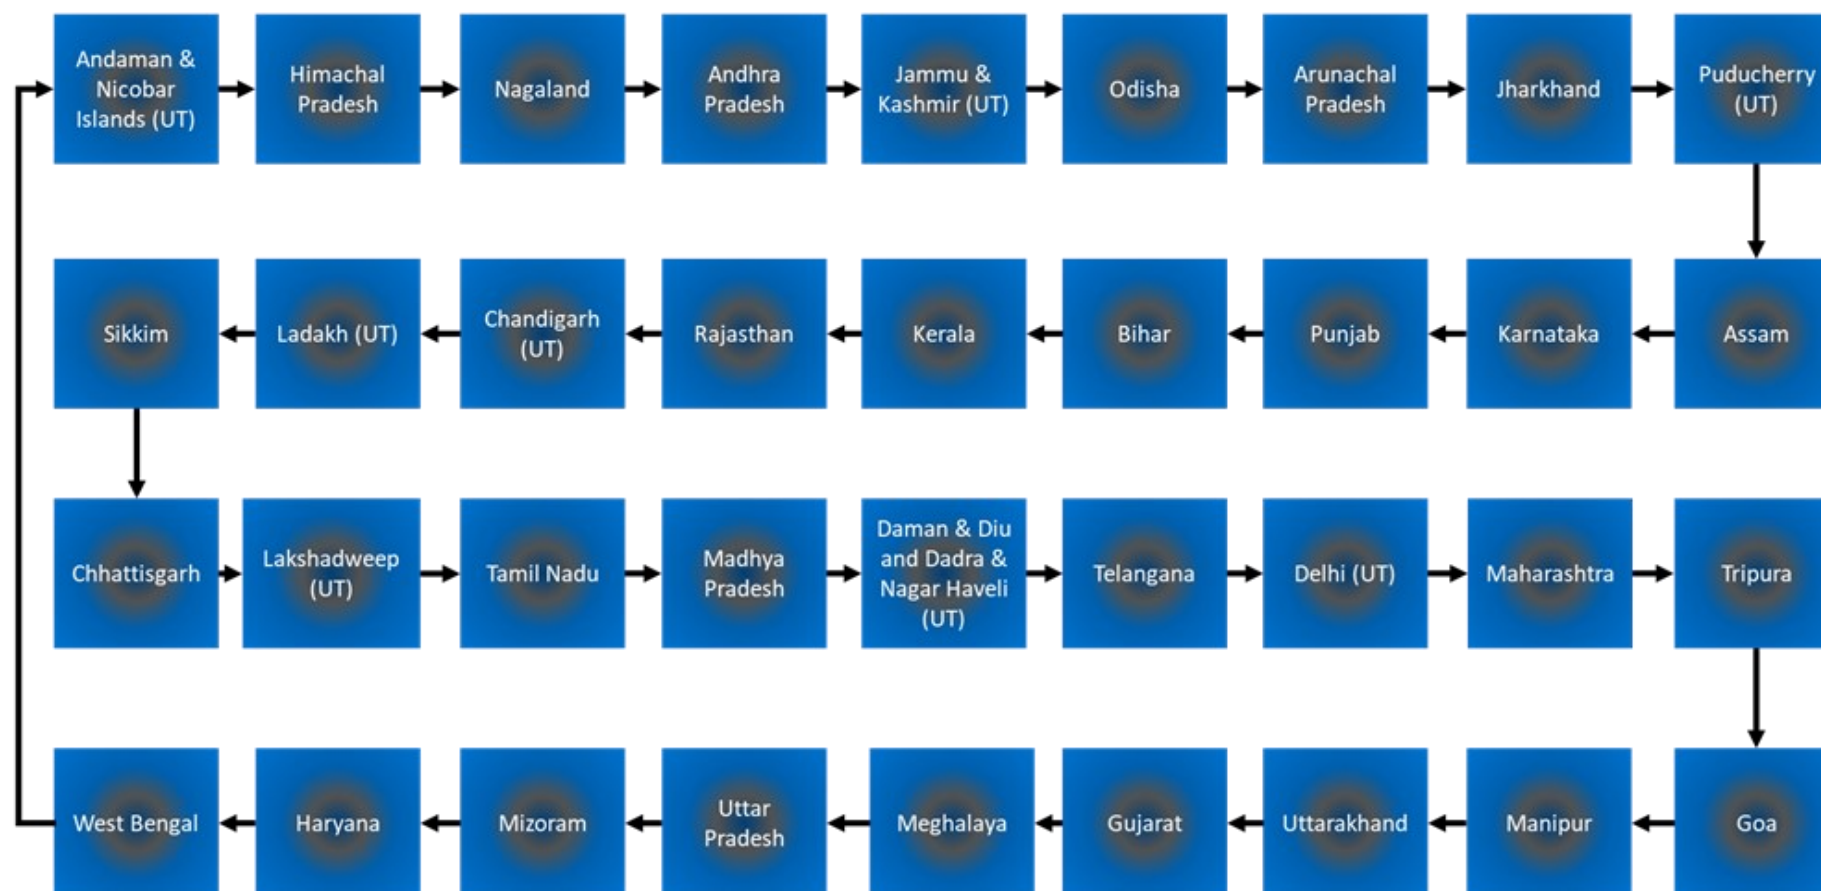 Andaman &
Nicobar
Islands (UT)
Himachal
Pradesh
Nagaland
Andhra
Pradesh
Jammu &
Kashmir (UT)
Odisha
Arunachal
Pradesh
Jharkhand
Puducherry
(UT)
Sikkim
Ladakh (UT)
Chandigarh
(UT)
Rajasthan
Kerala
Bihar
Punjab
Karnataka
Assam
Chhattisgarh
Lakshadweep
(UT)
Tamil Nadu
Madhya
Pradesh
Daman & Diu
and Dadra &
Nagar Haveli
(UT)
Telangana
Delhi (UT)
Maharashtra
Tripura
West Bengal
Haryana
Mizoram
Uttar
Pradesh
Meghalaya
Gujarat
Uttarakhand
Manipur
Goa